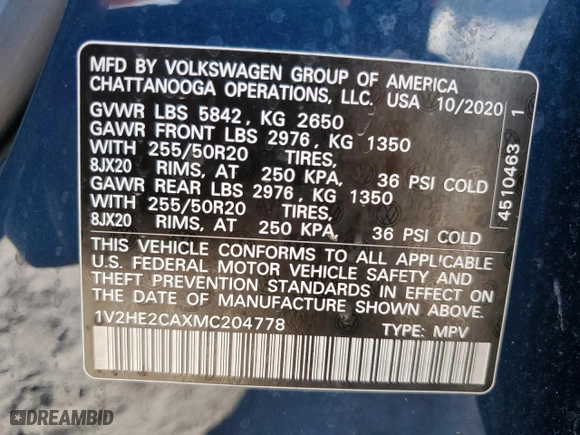 MFD BY VOLKSWAGEN GROUP OF AMERICA
CHATTANOOGA OPERATIONS, LLC. USA 10/2020
GVWR LBS 5842, KG 2650
GAWR FRONT LBS 2976, KG 1350
WITH 255/50R20 TIRES,
8JX20 RIMS, AT 250 KPA, 36 PSI COLD
GAWR REAR LBS 2976, KG 1350
WITH 255/50R20 TIRES,
8JX20 RIMS, AT 250 KPA, 36 PSI COLD
THIS VEHICLE CONFORMS TO ALL APPLICABLE
U.S. FEDERAL MOTOR VEHICLE SAFETY AND
THEFT PREVENTION STANDARDS IN EFFECT ON
THE DATE OF MANUFACTURE SHOWN ABOVE.
1V2HE2CAXMC204778 TYPE: MPV
4510463 1
DREAMBID